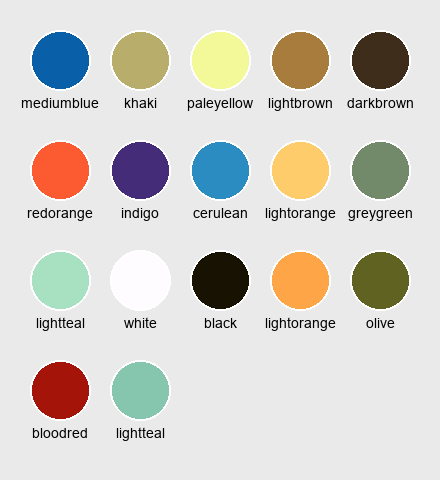 mediumblue khaki paleyellow lightbrown darkbrown
redorange indigo cerulean lightorange greygreen
lightteal white black lightorange olive
bloodred lightteal